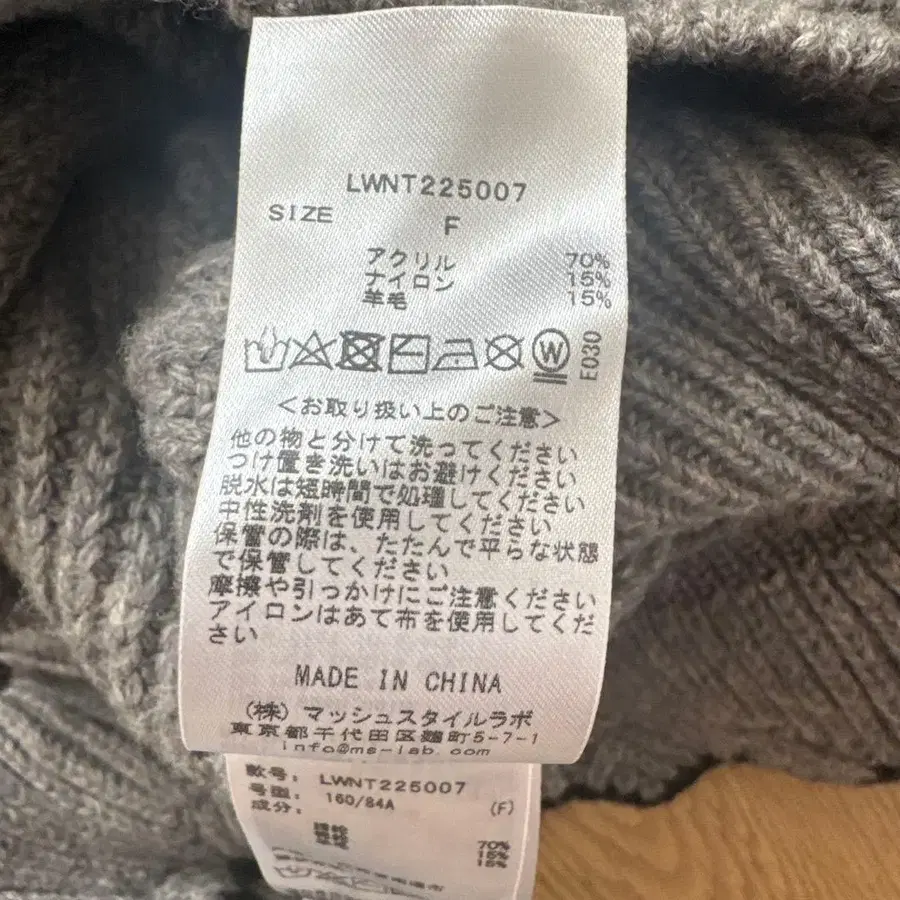 LWNT225007
SIZE F
アクリル 70%
ナイロン 15%
羊毛 15%
W
E030
<お取り扱い上のご注意>
他の物と分けて洗ってください
つけ置き洗いはお避けください
脱水は短時間で処理してください
中性洗剤を使用してください
保管の際は、たたんで平らな状態
で保管してください
摩擦や引っかけにご注意ください
アイロンはあて布を使用してくだ
さい
MADE IN CHINA
(株) マッシュスタイルラボ
東京都千代田区麹町5-7-1
info@ms-lab.com
款号: LWNT225007
号型: 160/84A (F)
成分:
70%
15%
15%